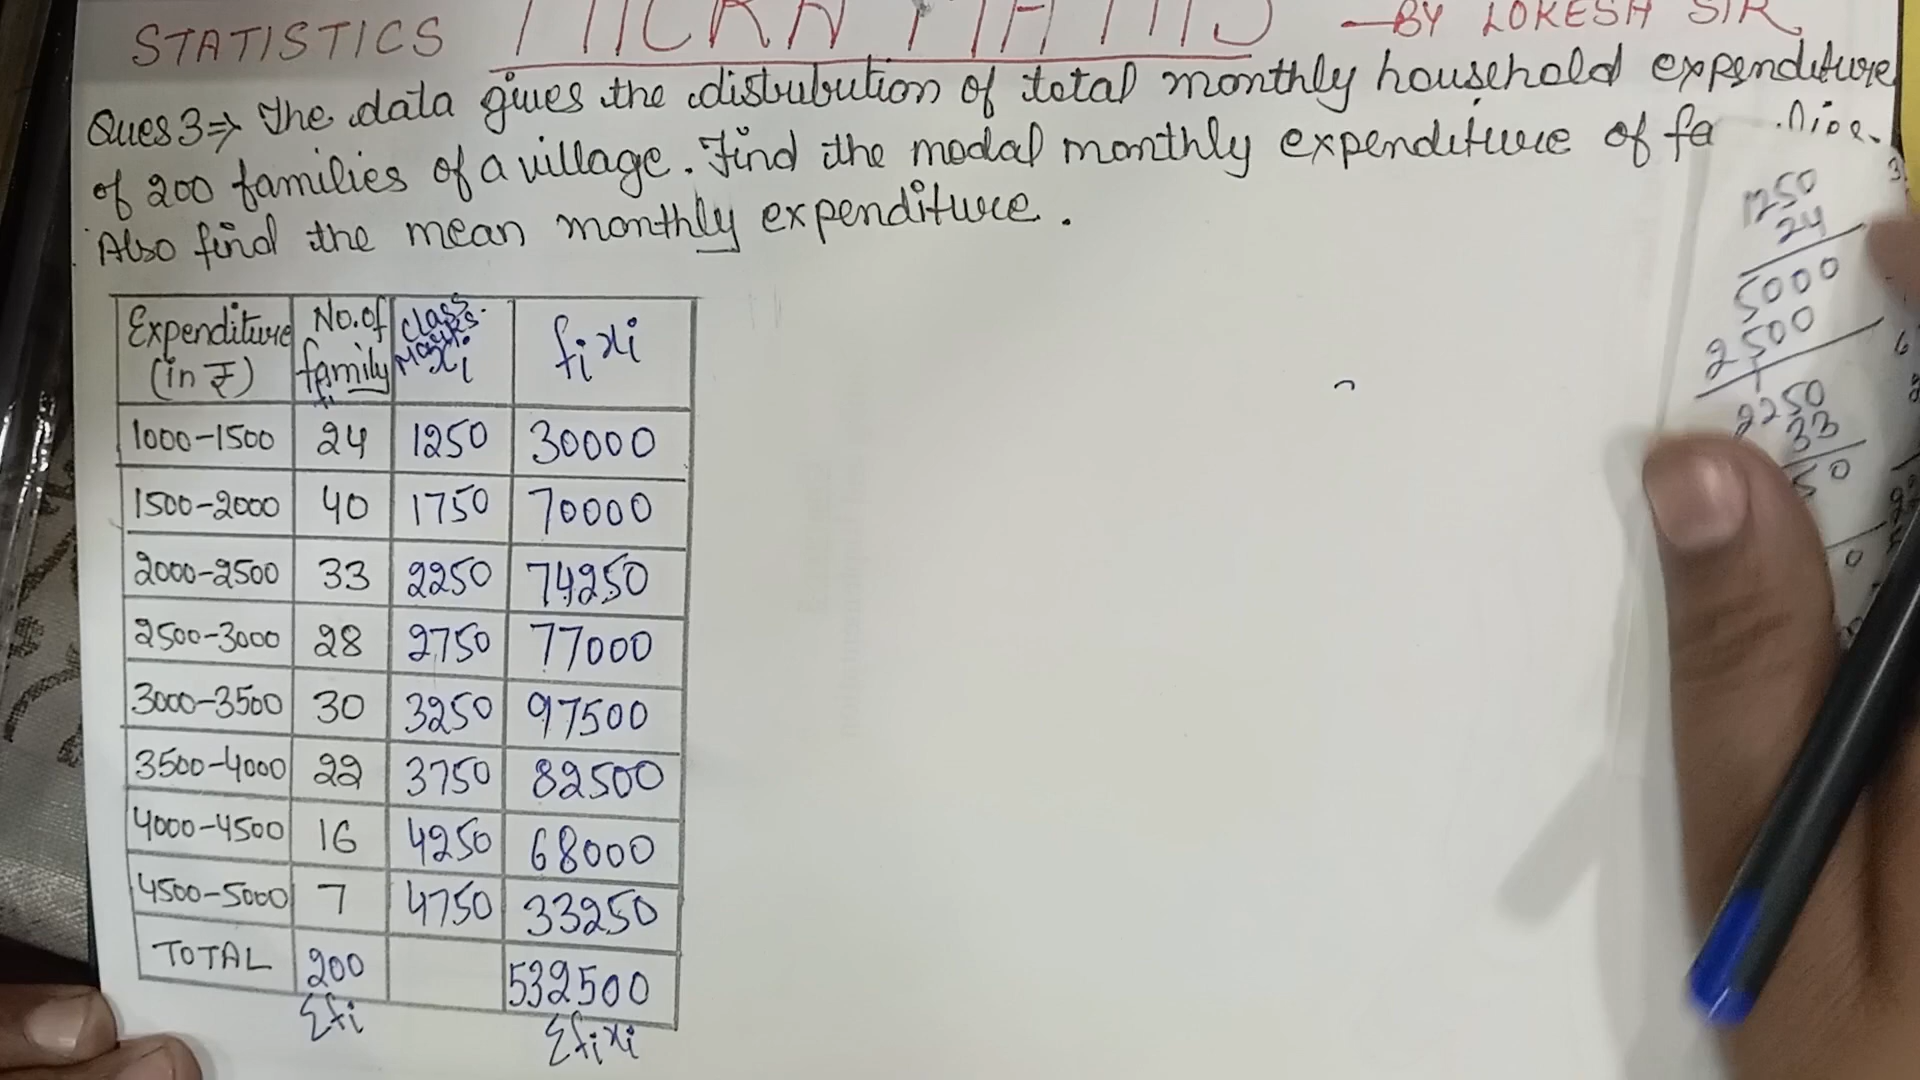 STATISTICS
—BY LOKESH SIR
Ques 3⇒ The data gives the distribution of total monthly household expenditure
of 200 families of a village. Find the modal monthly expenditure of
Also find the mean monthly expenditure.
Expenditure (in ₹) No. of family fi Class Marks xi fixi
1000-1500 24 1250 30000
1500-2000 40 1750 70000
2000-2500 33 2250 74250
2500-3000 28 2750 77000
3000-3500 30 3250 97500
3500-4000 22 3750 82500
4000-4500 16 4250 68000
4500-5000 7 4750 33250
TOTAL 200 532500
Σfi Σfixi
1250
24
5000
2500
2250
33